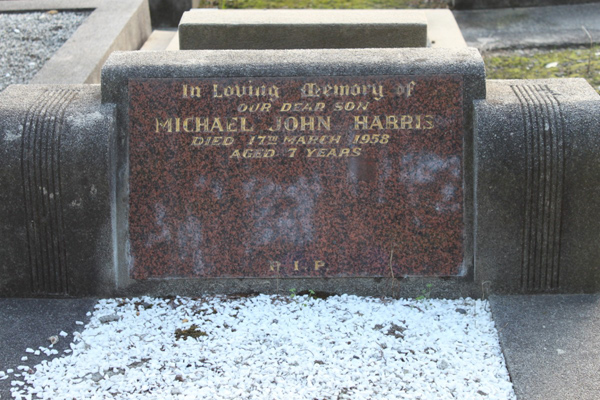 In Loving Memory of
OUR DEAR SON
MICHAEL JOHN HARRIS
DIED 17TH MARCH 1958
AGED 7 YEARS
R.I.P.